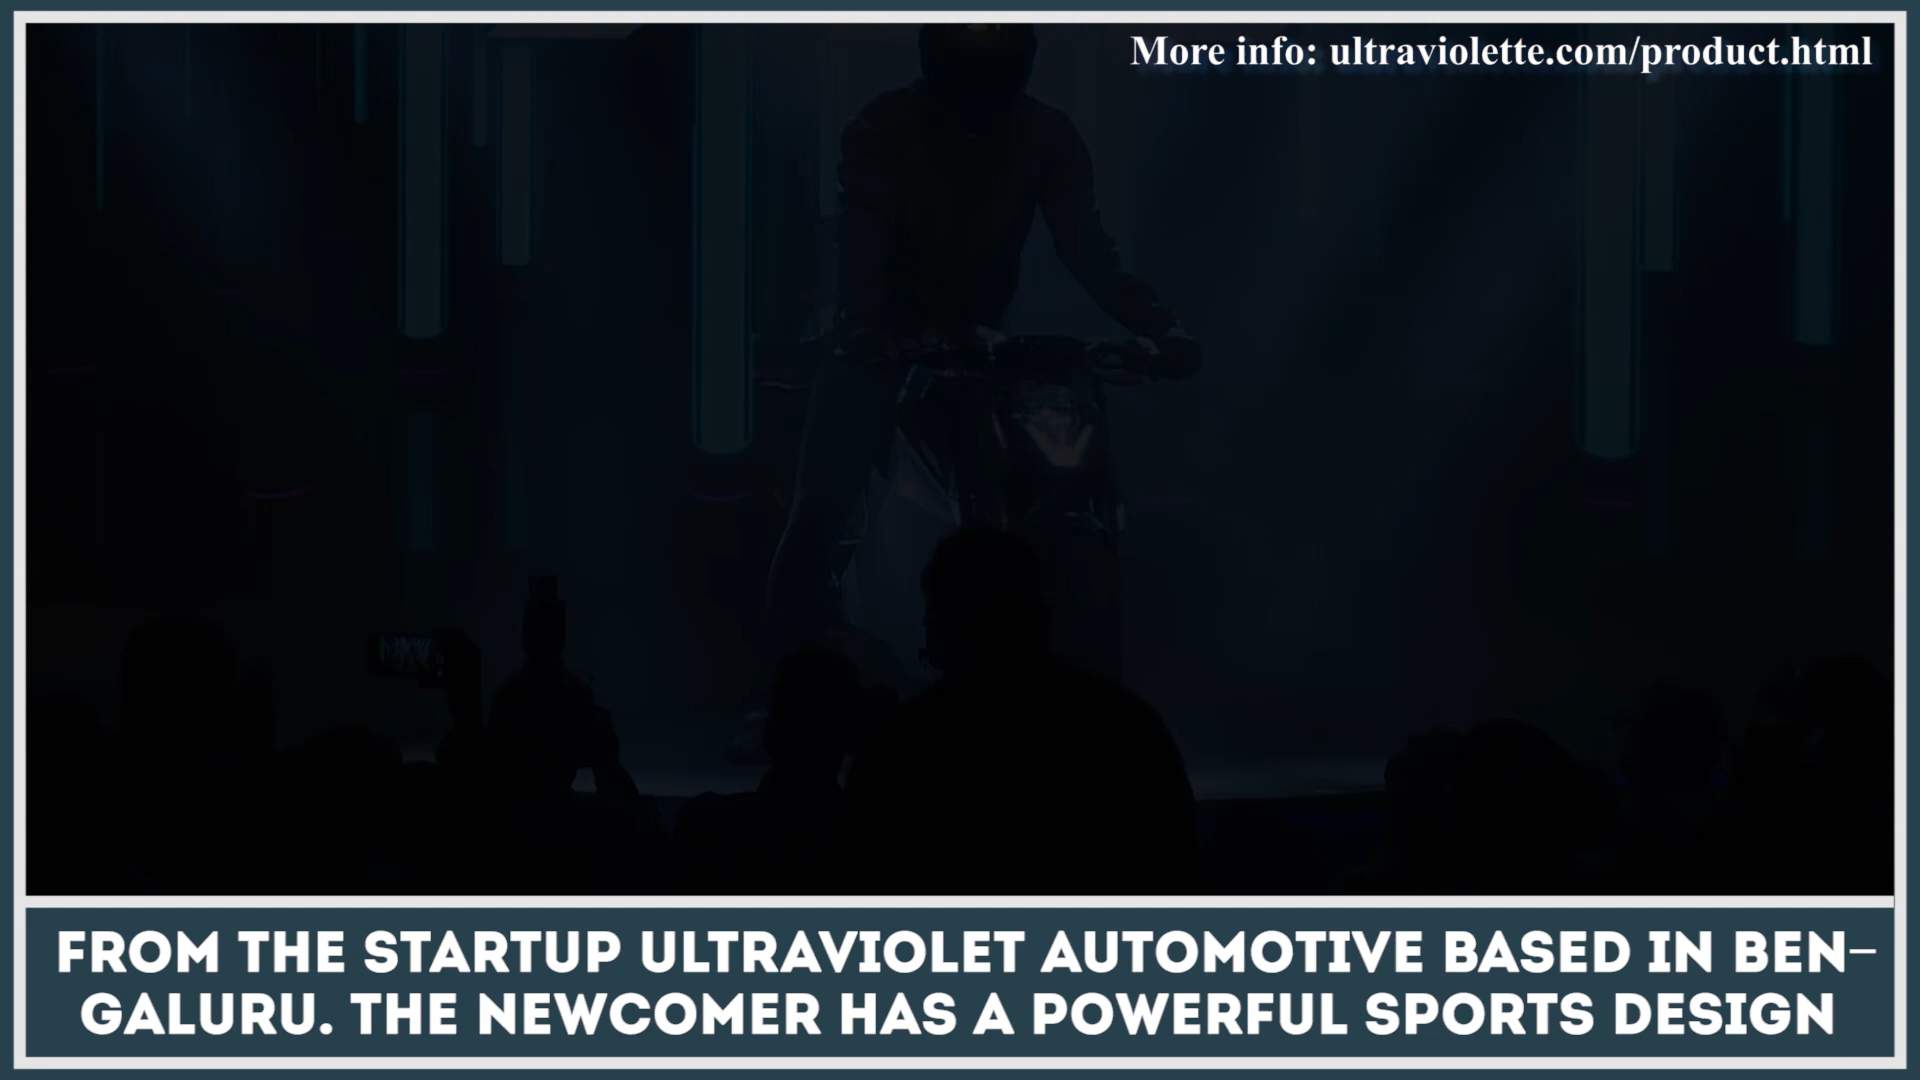 More info: ultraviolette.com/product.html
FROM THE STARTUP ULTRAVIOLET AUTOMOTIVE BASED IN BEN-
GALURU. THE NEWCOMER HAS A POWERFUL SPORTS DESIGN